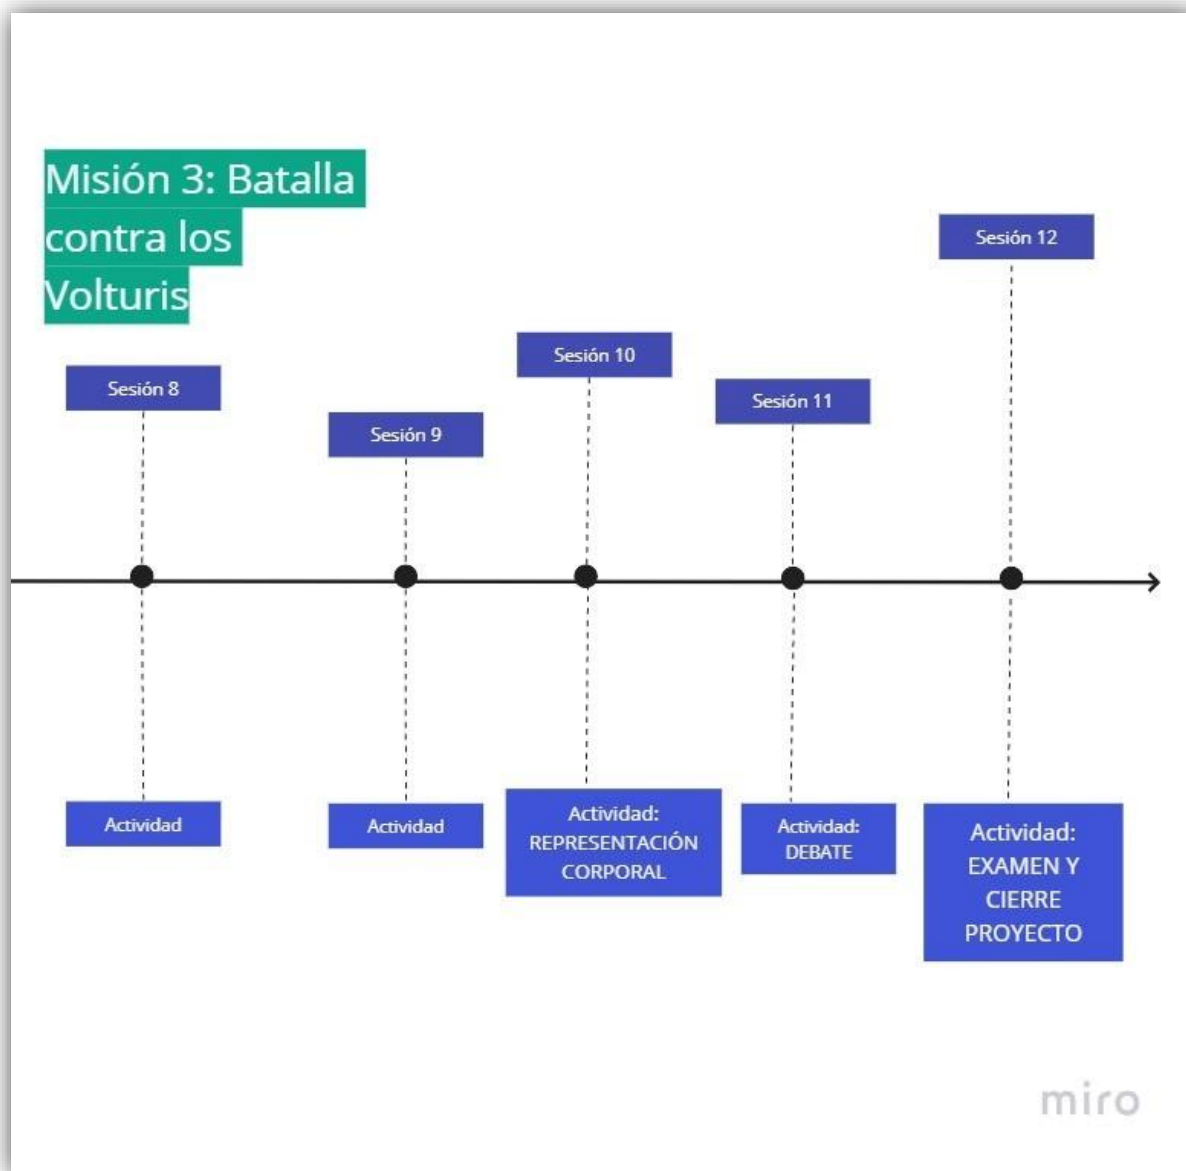 Misión 3: Batalla
contra los
Volturis
Sesión 8
Sesión 9
Sesión 10
Sesión 11
Sesión 12
Actividad
Actividad
Actividad:
REPRESENTACIÓN
CORPORAL
Actividad:
DEBATE
Actividad:
EXAMEN Y
CIERRE
PROYECTO
miro